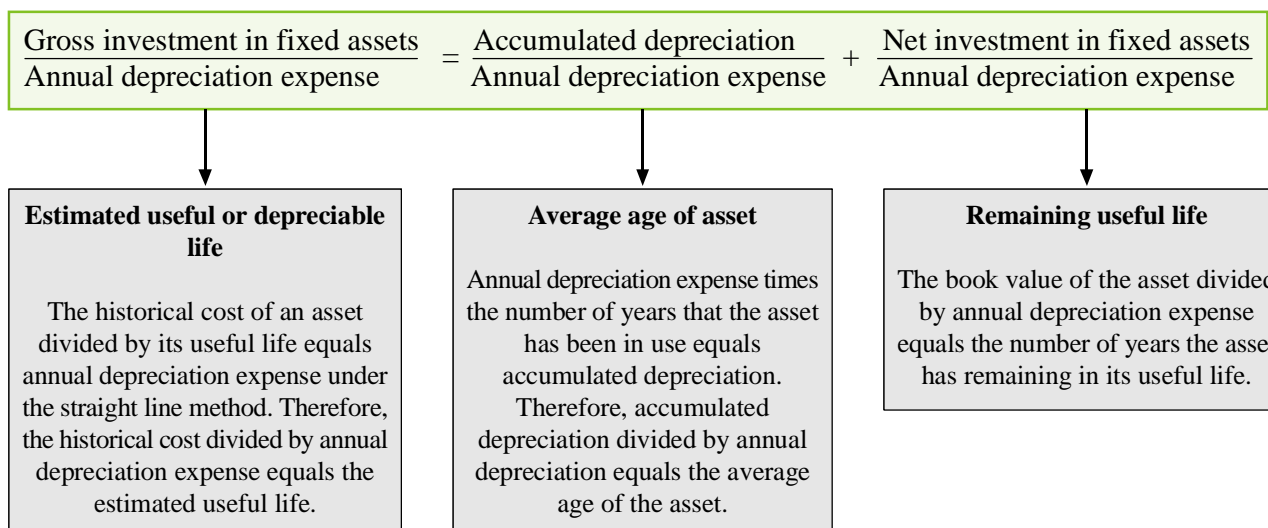 Gross investment in fixed assets
Annual depreciation expense
=
Accumulated depreciation
Annual depreciation expense
+
Net investment in fixed assets
Annual depreciation expense
Estimated useful or depreciable
life
The historical cost of an asset
divided by its useful life equals
annual depreciation expense under
the straight line method. Therefore,
the historical cost divided by annual
depreciation expense equals the
estimated useful life.
Average age of asset
Annual depreciation expense times
the number of years that the asset
has been in use equals
accumulated depreciation.
Therefore, accumulated
depreciation divided by annual
depreciation equals the average
age of the asset.
Remaining useful life
The book value of the asset divided
by annual depreciation expense
equals the number of years the asse
has remaining in its useful life.